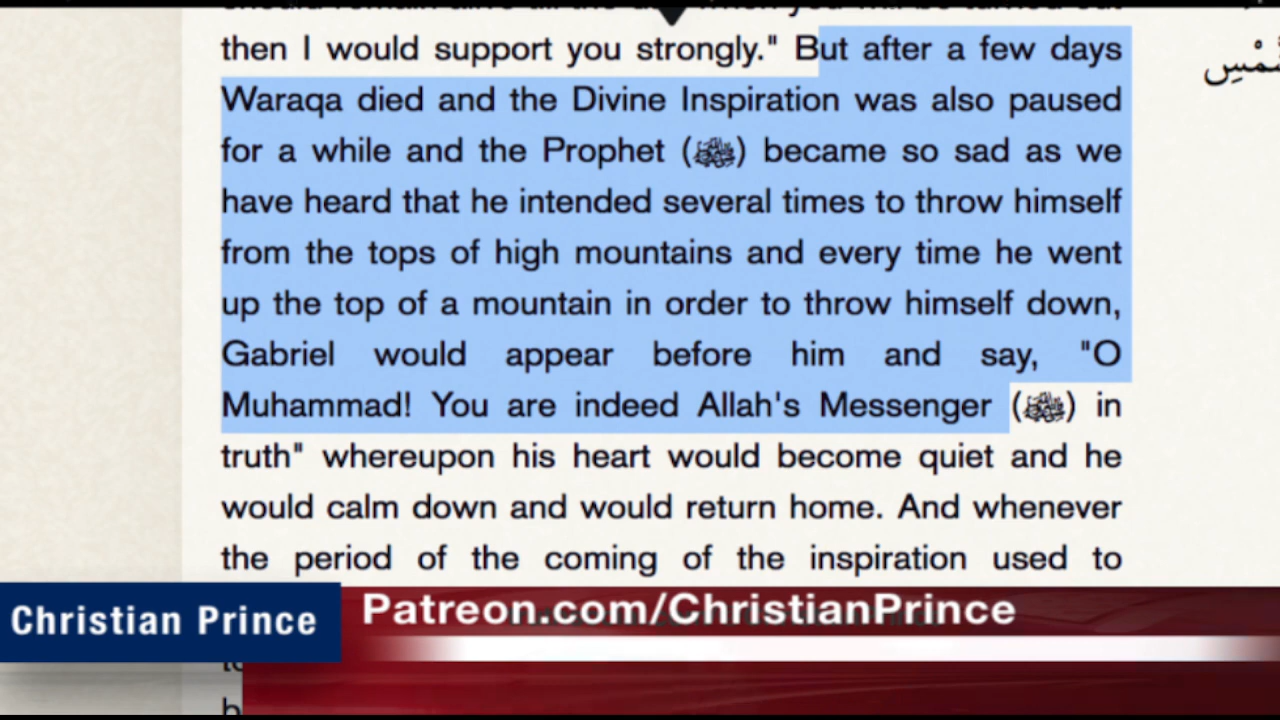 then I would support you strongly." But after a few days
Waraqa died and the Divine Inspiration was also paused
for a while and the Prophet (ﷺ) became so sad as we
have heard that he intended several times to throw himself
from the tops of high mountains and every time he went
up the top of a mountain in order to throw himself down,
Gabriel would appear before him and say, "O
Muhammad! You are indeed Allah's Messenger (ﷺ) in
truth" whereupon his heart would become quiet and he
would calm down and would return home. And whenever
the period of the coming of the inspiration used to
Christian Prince
Patreon.com/ChristianPrince